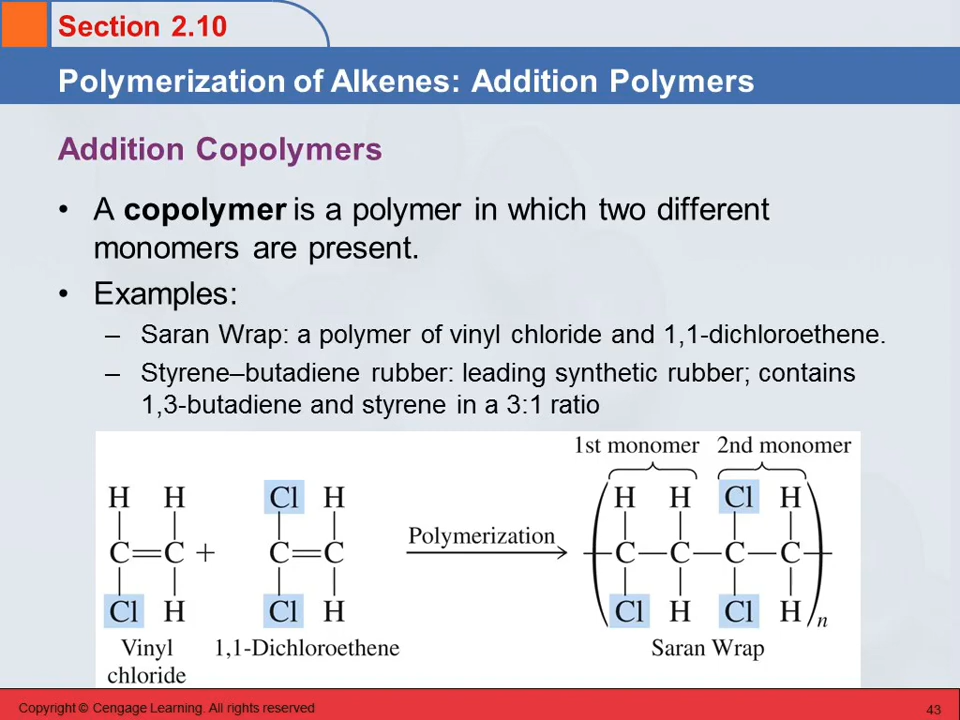 Section 2.10
Polymerization of Alkenes: Addition Polymers
Addition Copolymers
• A copolymer is a polymer in which two different
monomers are present.
• Examples:
– Saran Wrap: a polymer of vinyl chloride and 1,1-dichloroethene.
– Styrene–butadiene rubber: leading synthetic rubber; contains
1,3-butadiene and styrene in a 3:1 ratio
1st monomer 2nd monomer
H H Cl H H H Cl H
Polymerization
C=C + C=C —C—C—C—C—
Cl H Cl H Cl H Cl H n
Vinyl 1,1-Dichloroethene Saran Wrap
chloride
Copyright © Cengage Learning. All rights reserved 43